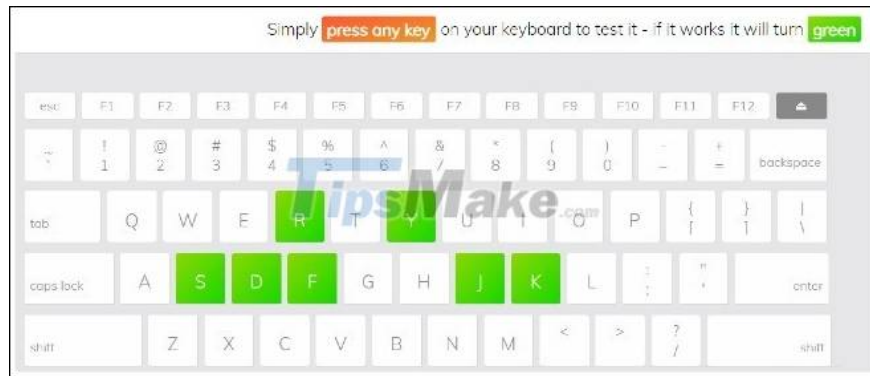 Simply press any key on your keyboard to test it - if it works it will turn green
esc F1 F2 F3 F4 F5 F6 F7 F8 F9 F10 F11 F12
~ ! @ # $ % ^ & * ( ) - +
` 1 2 3 4 5 6 7 8 9 0 _ = backspace
TipsMake.com
tab Q W E R T Y U I O P { } |
[ ] \
caps lock A S D F G H J K L : " enter
; '
shift Z X C V B N M < > ? shift
/